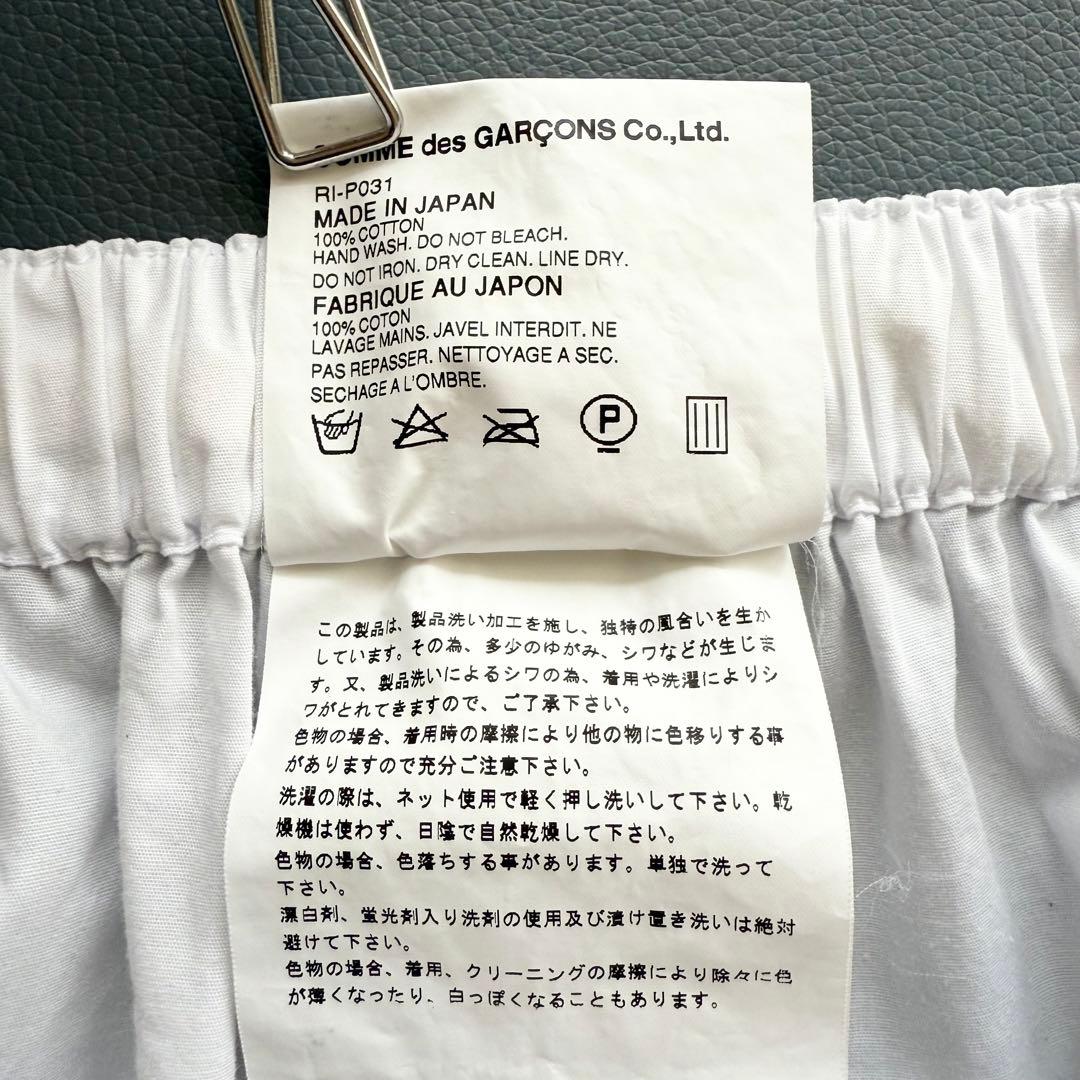 COMME des GARÇONS Co.,Ltd.
RI-P031
MADE IN JAPAN
100% COTTON
HAND WASH. DO NOT BLEACH.
DO NOT IRON. DRY CLEAN. LINE DRY.
FABRIQUE AU JAPON
100% COTON
LAVAGE MAINS. JAVEL INTERDIT. NE
PAS REPASSER. NETTOYAGE A SEC.
SECHAGE A L'OMBRE.
P
この製品は、製品洗い加工を施し、独特の風合いを生か
しています。その為、多少のゆがみ、シワなどが生じま
す。又、製品洗いによるシワの為、着用や洗濯によりシ
ワがとれてきますので、ご了承下さい。
色物の場合、着用時の摩擦により他の物に色移りする事
がありますので充分ご注意下さい。
洗濯の際は、ネット使用で軽く押し洗いして下さい。乾
燥機は使わず、日陰で自然乾燥して下さい。
色物の場合、色落ちする事があります。単独で洗って
下さい。
漂白剤、蛍光剤入り洗剤の使用及び漬け置き洗いは絶対
避けて下さい。
色物の場合、着用、クリーニングの摩擦により除々に色
が薄くなったり、白っぽくなることもあります。